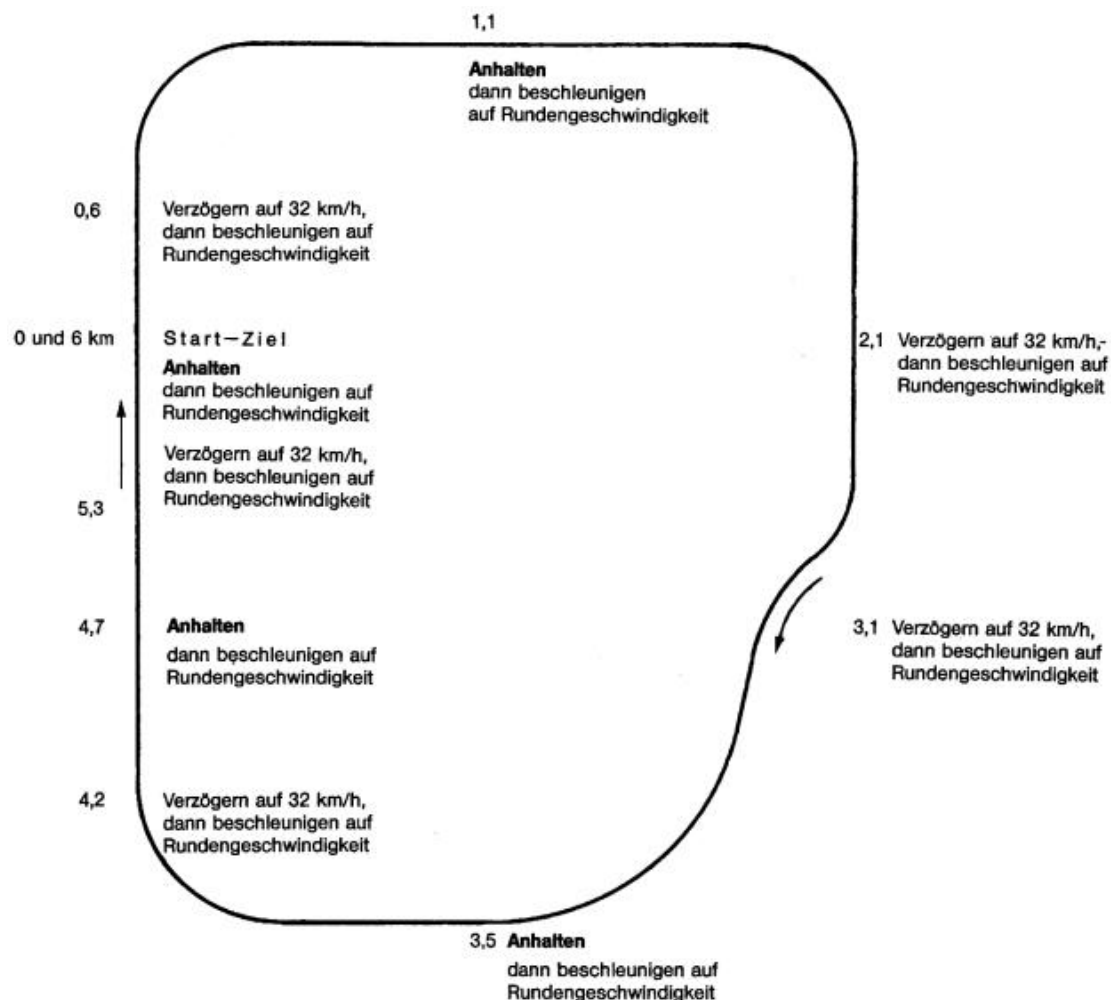 1,1
Anhalten
dann beschleunigen
auf Rundengeschwindigkeit
0,6
Verzögern auf 32 km/h,
dann beschleunigen auf
Rundengeschwindigkeit
0 und 6 km
Start–Ziel
Anhalten
dann beschleunigen auf
Rundengeschwindigkeit
2,1 Verzögern auf 32 km/h,-
dann beschleunigen auf
Rundengeschwindigkeit
Verzögern auf 32 km/h,
dann beschleunigen auf
Rundengeschwindigkeit
5,3
4,7
Anhalten
dann beschleunigen auf
Rundengeschwindigkeit
3,1 Verzögern auf 32 km/h,
dann beschleunigen auf
Rundengeschwindigkeit
4,2
Verzögern auf 32 km/h,
dann beschleunigen auf
Rundengeschwindigkeit
3,5 Anhalten
dann beschleunigen auf
Rundengeschwindigkeit